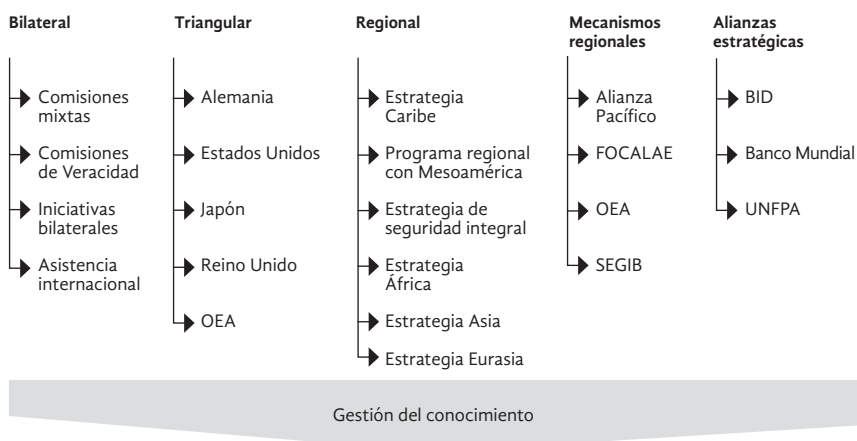 Bilateral
Comisiones
mixtas
Comisiones
de Veracidad
Iniciativas
bilaterales
Asistencia
internacional
Triangular
Alemania
Estados Unidos
Japón
Reino Unido
OEA
Regional
Estrategia
Caribe
Programa regional
con Mesoamérica
Estrategia de
seguridad integral
Estrategia
África
Estrategia Asia
Estrategia Eurasia
Mecanismos
regionales
Alianza
Pacífico
FOCALAE
OEA
SEGIB
Alianzas
estratégicas
BID
Banco Mundial
UNFPA
Gestión del conocimiento